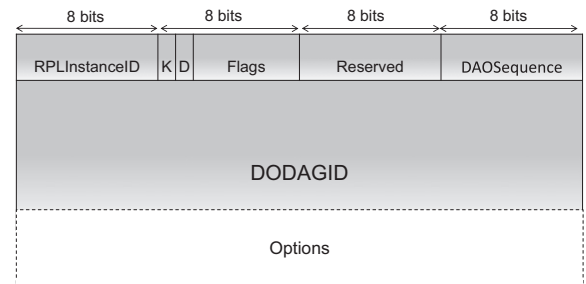 8 bits 8 bits 8 bits 8 bits
RPLInstanceID K D Flags Reserved DAOSequence
DODAGID
Options